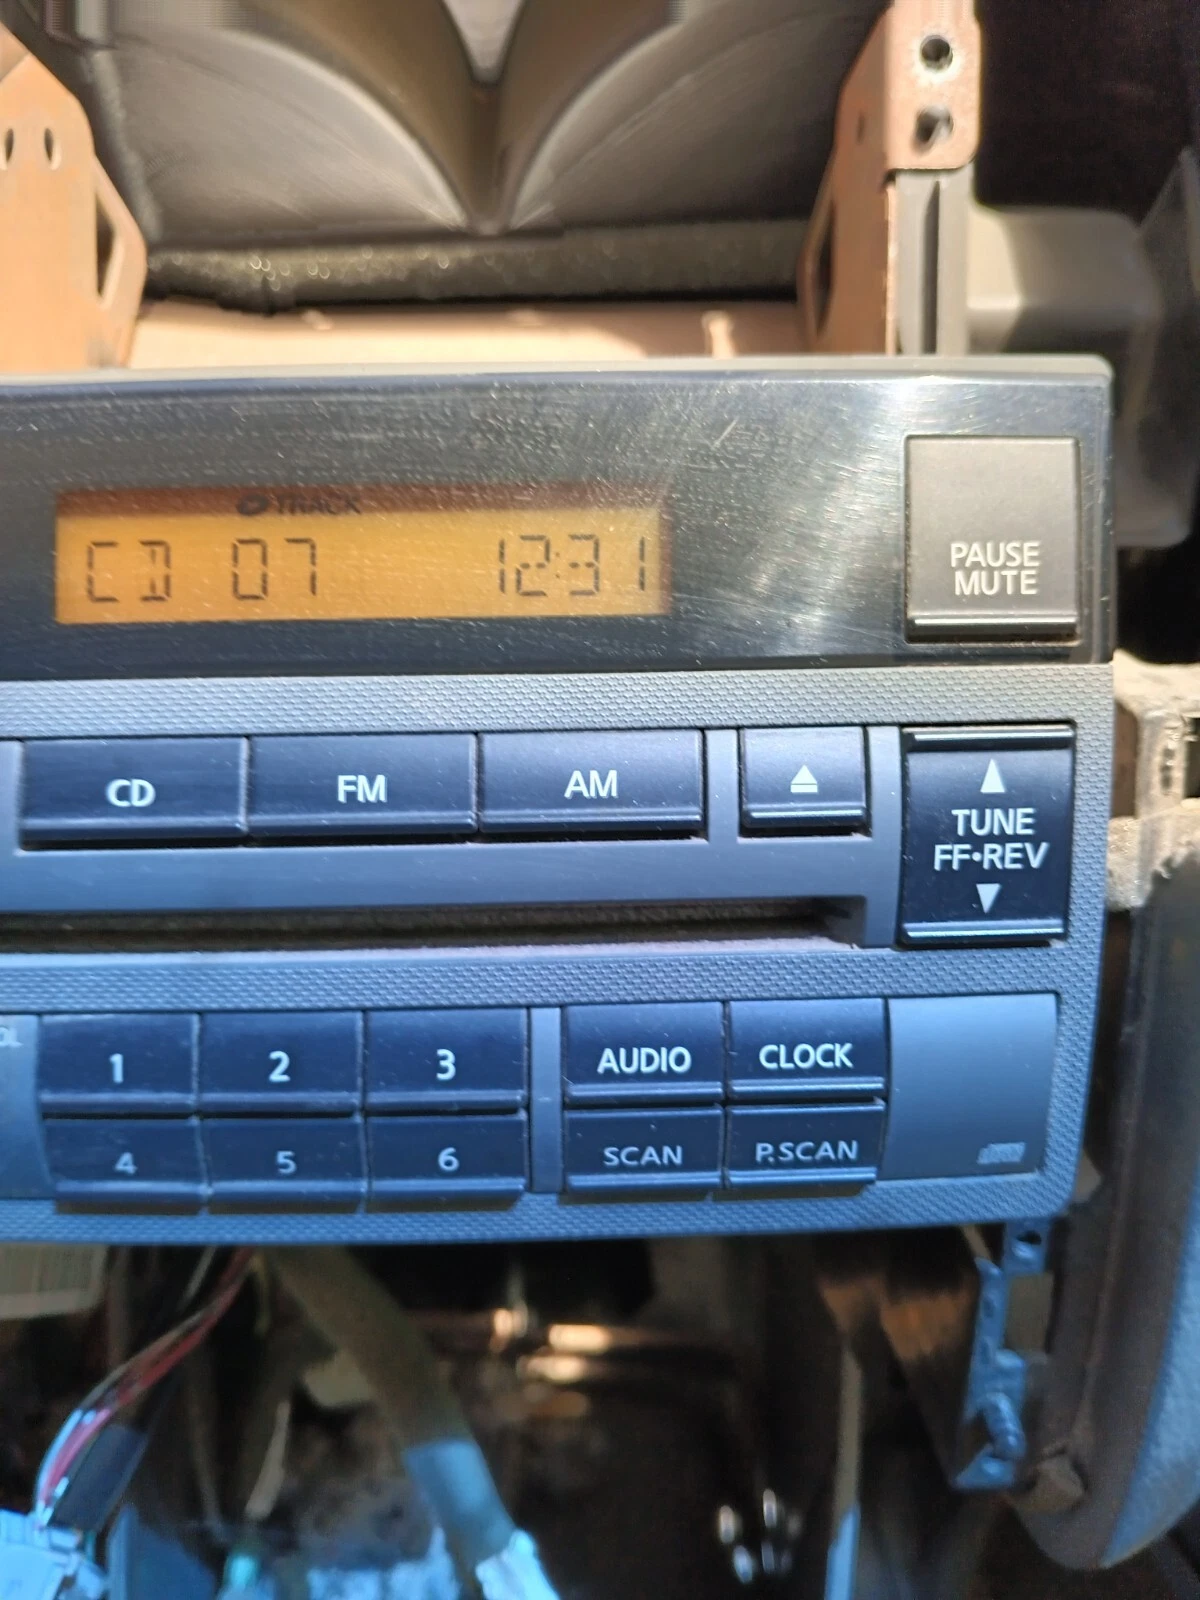 TRACK
CD 07 12:31
PAUSE
MUTE
CD FM AM
TUNE
FF•REV
1 2 3 AUDIO CLOCK
4 5 6 SCAN P.SCAN